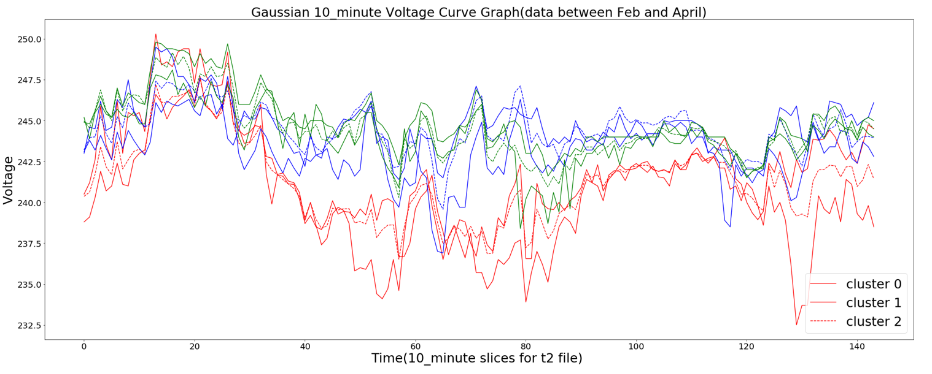 Gaussian 10_minute Voltage Curve Graph(data between Feb and April)
250.0
247.5
245.0
242.5
240.0
237.5
235.0
232.5
Voltage
cluster 0
cluster 1
cluster 2
0 20 40 60 80 100 120 140
Time(10_minute slices for t2 file)